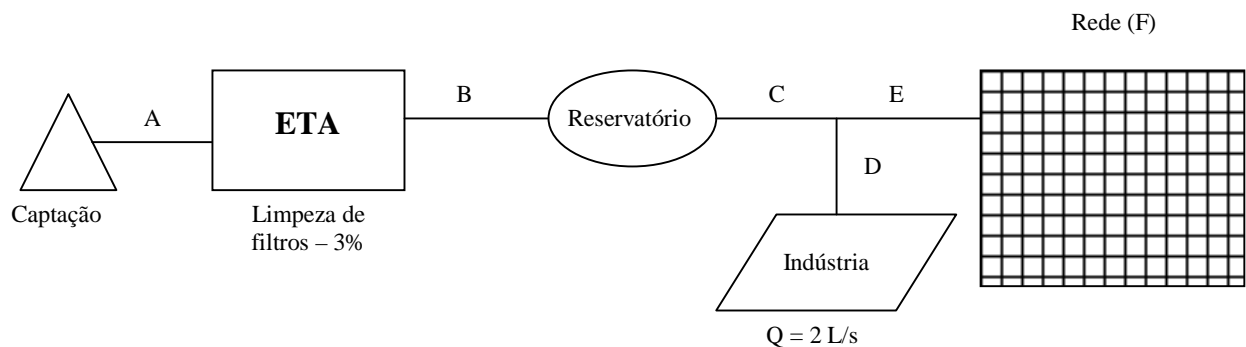 Rede (F)
A
ETA
B
Reservatório
C
E
D
Captação
Limpeza de
filtros – 3%
Indústria
Q = 2 L/s